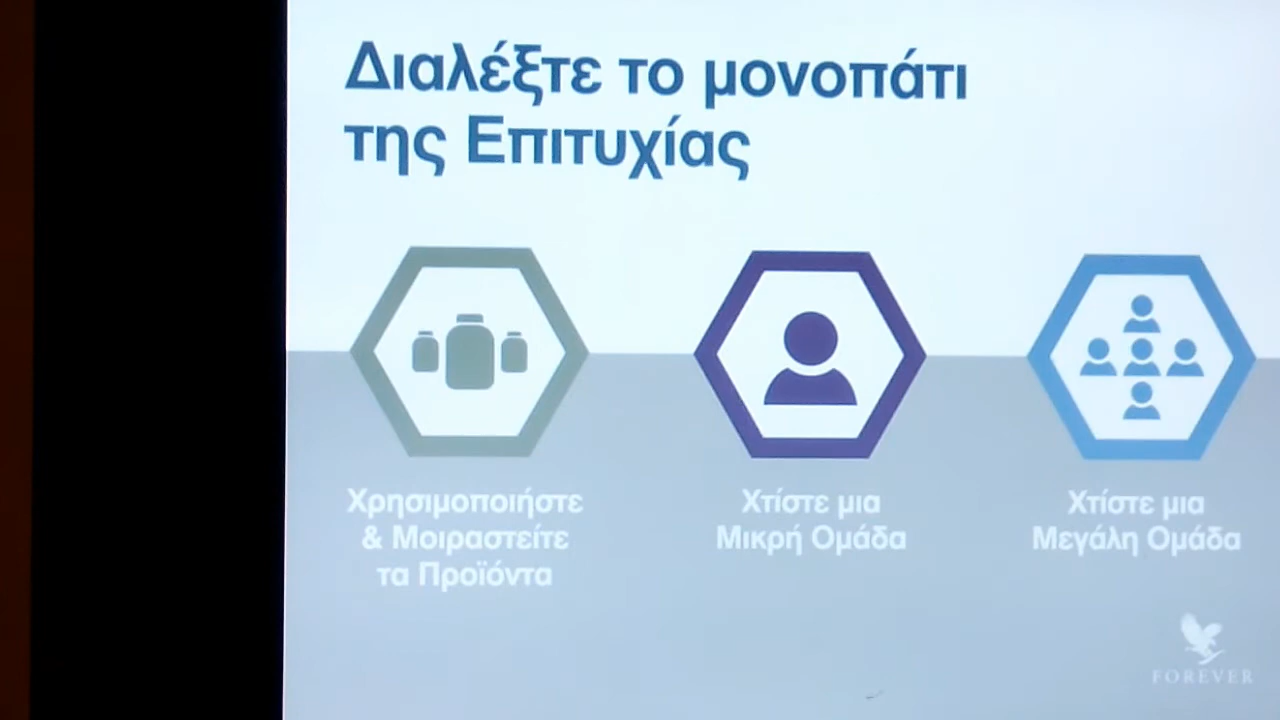 Διαλέξτε το μονοπάτι
της Επιτυχίας
Χρησιμοποιήστε
& Μοιραστείτε
τα Προϊόντα
Χτίστε μια
Μικρή Ομάδα
Χτίστε μια
Μεγάλη Ομάδα
FOREVER